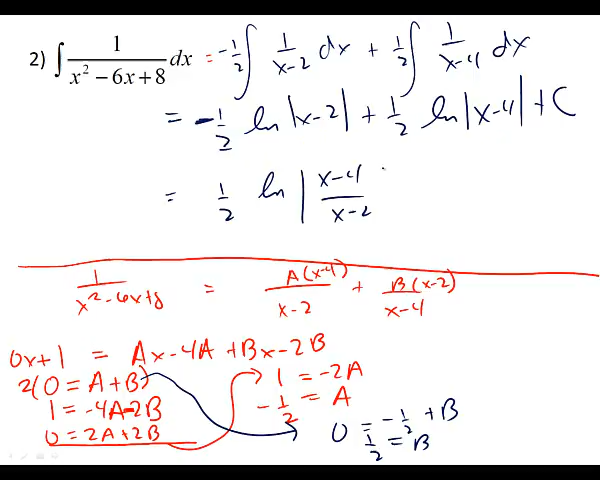 2) ∫ 1/(x² − 6x + 8) dx = -1/2 ∫ 1/(x-2) dx + 1/2 ∫ 1/(x-4) dx
= -1/2 ln|x-2| + 1/2 ln|x-4| + C
= 1/2 ln |(x-4)/(x-2)
1/(x²-6x+8) = A(x-4)/(x-2) + B(x-2)/(x-4)
0x+1 = Ax-4A +Bx-2B
2(0 = A+B)
1 = -4A-2B
0 = 2A+2B
1 = -2A
-1/2 = A
0 = -1/2 + B
1/2 = B